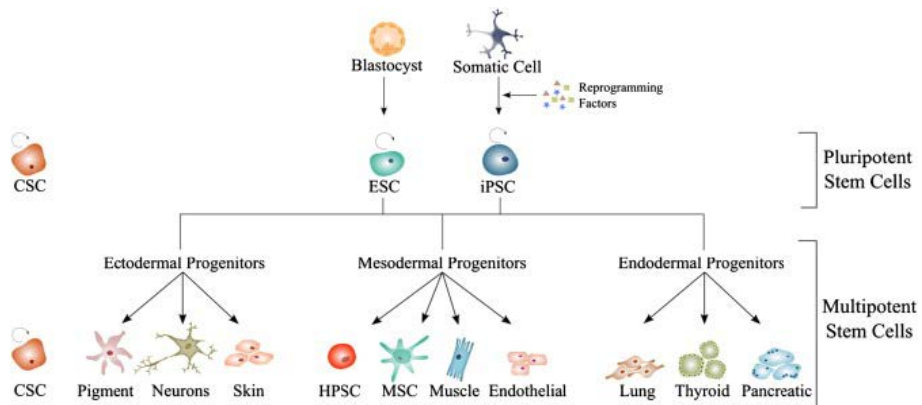 Blastocyst
Somatic Cell
Reprogramming
Factors
CSC
ESC
iPSC
Pluripotent
Stem Cells
Ectodermal Progenitors
Mesodermal Progenitors
Endodermal Progenitors
Multipotent
Stem Cells
CSC
Pigment
Neurons
Skin
HPSC
MSC
Muscle
Endothelial
Lung
Thyroid
Pancreatic